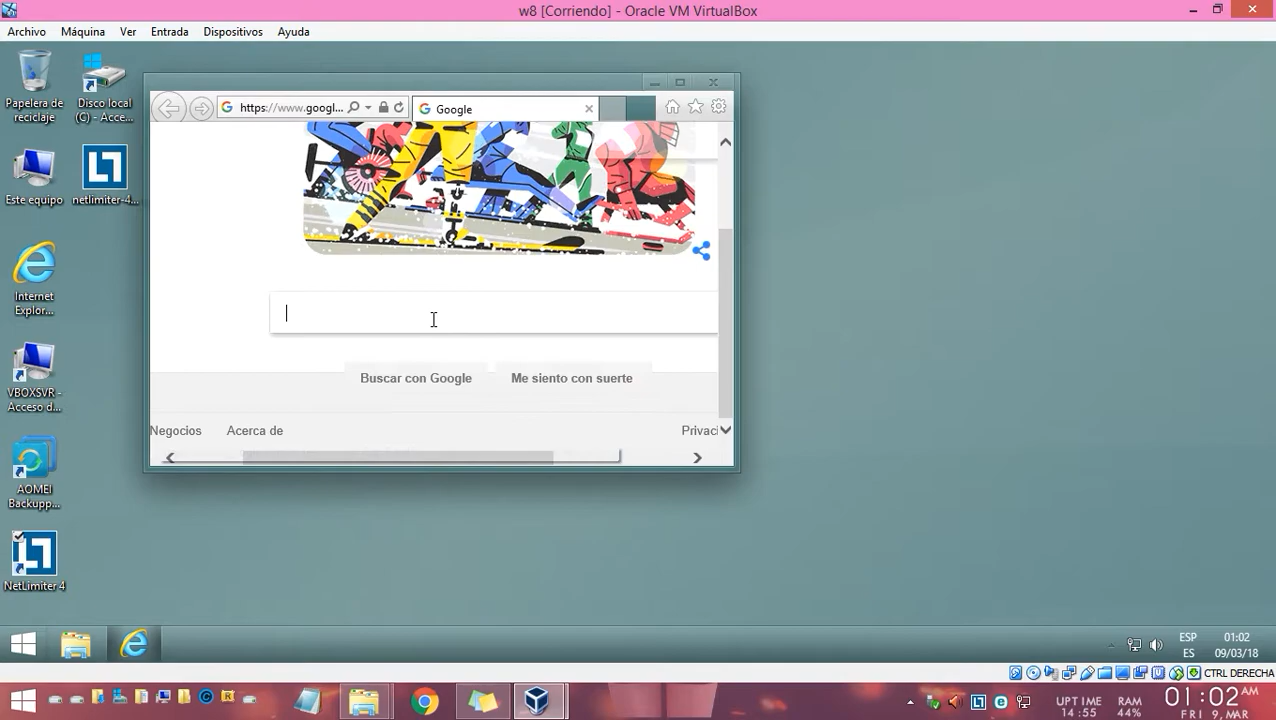 w8 [Corriendo] - Oracle VM VirtualBox
Archivo Máquina Ver Entrada Dispositivos Ayuda
Papelera de reciclaje
Disco local (C) - Acce...
Este equipo
netlimiter-4...
Internet Explor...
VBOXSVR - Acceso d...
AOMEI Backupp...
NetLimiter 4
https://www.googl...
Google
Buscar con Google
Me siento con suerte
Negocios Acerca de Privaci
ESP
ES
01:02
09/03/18
CTRL DERECHA
UPTIME
14:55
RAM
44%
01:02 AM
FRI 9, MAR